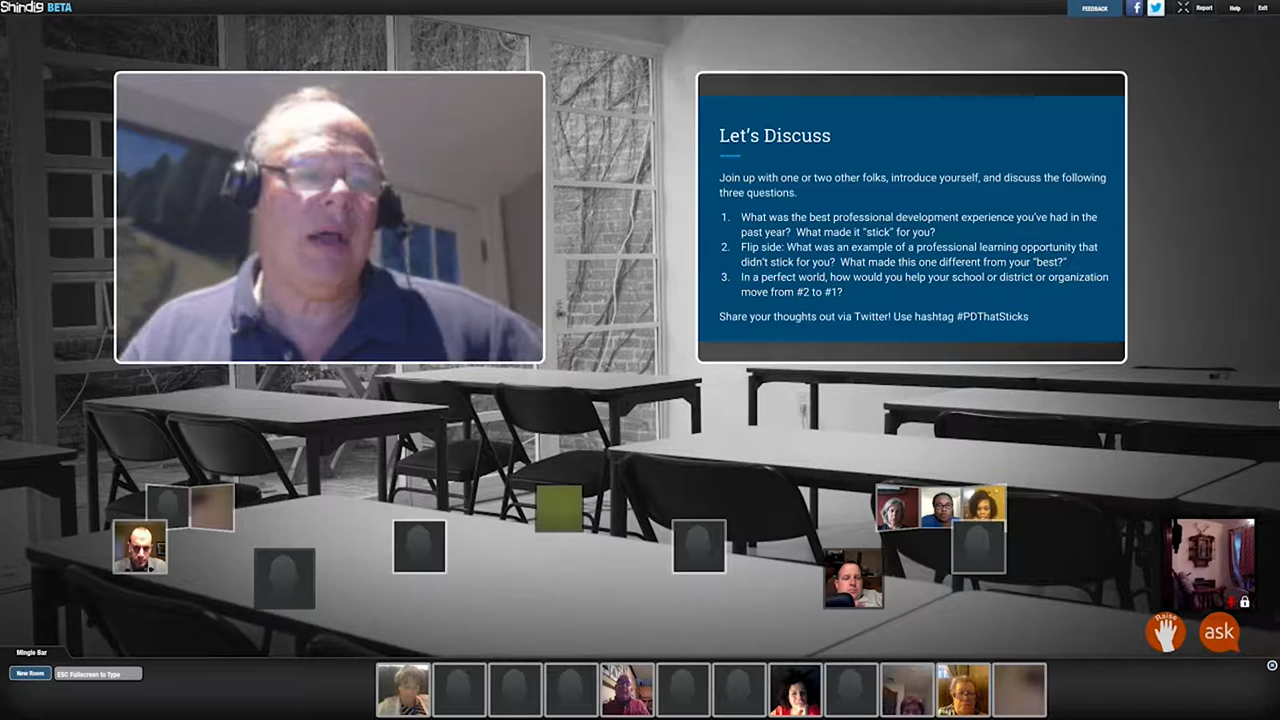 Shindig BETA
FEEDBACK
Report
Help
Exit
Let's Discuss
Join up with one or two other folks, introduce yourself, and discuss the following
three questions.
1. What was the best professional development experience you've had in the
past year? What made it "stick" for you?
2. Flip side: What was an example of a professional learning opportunity that
didn't stick for you? What made this one different from your "best?"
3. In a perfect world, how would you help your school or district or organization
move from #2 to #1?
Share your thoughts out via Twitter! Use hashtag #PDThatSticks
Raise
ask
Mingle Bar
New Room
ESC Fullscreen to Type